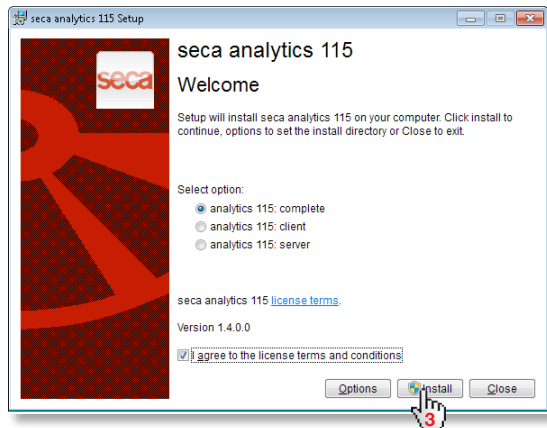 seca analytics 115 Setup
seca
seca analytics 115
Welcome
Setup will install seca analytics 115 on your computer. Click install to
continue, options to set the install directory or Close to exit.
Select option:
analytics 115: complete
analytics 115: client
analytics 115: server
seca analytics 115 license terms.
Version 1.4.0.0
I agree to the license terms and conditions
Options Install Close
3